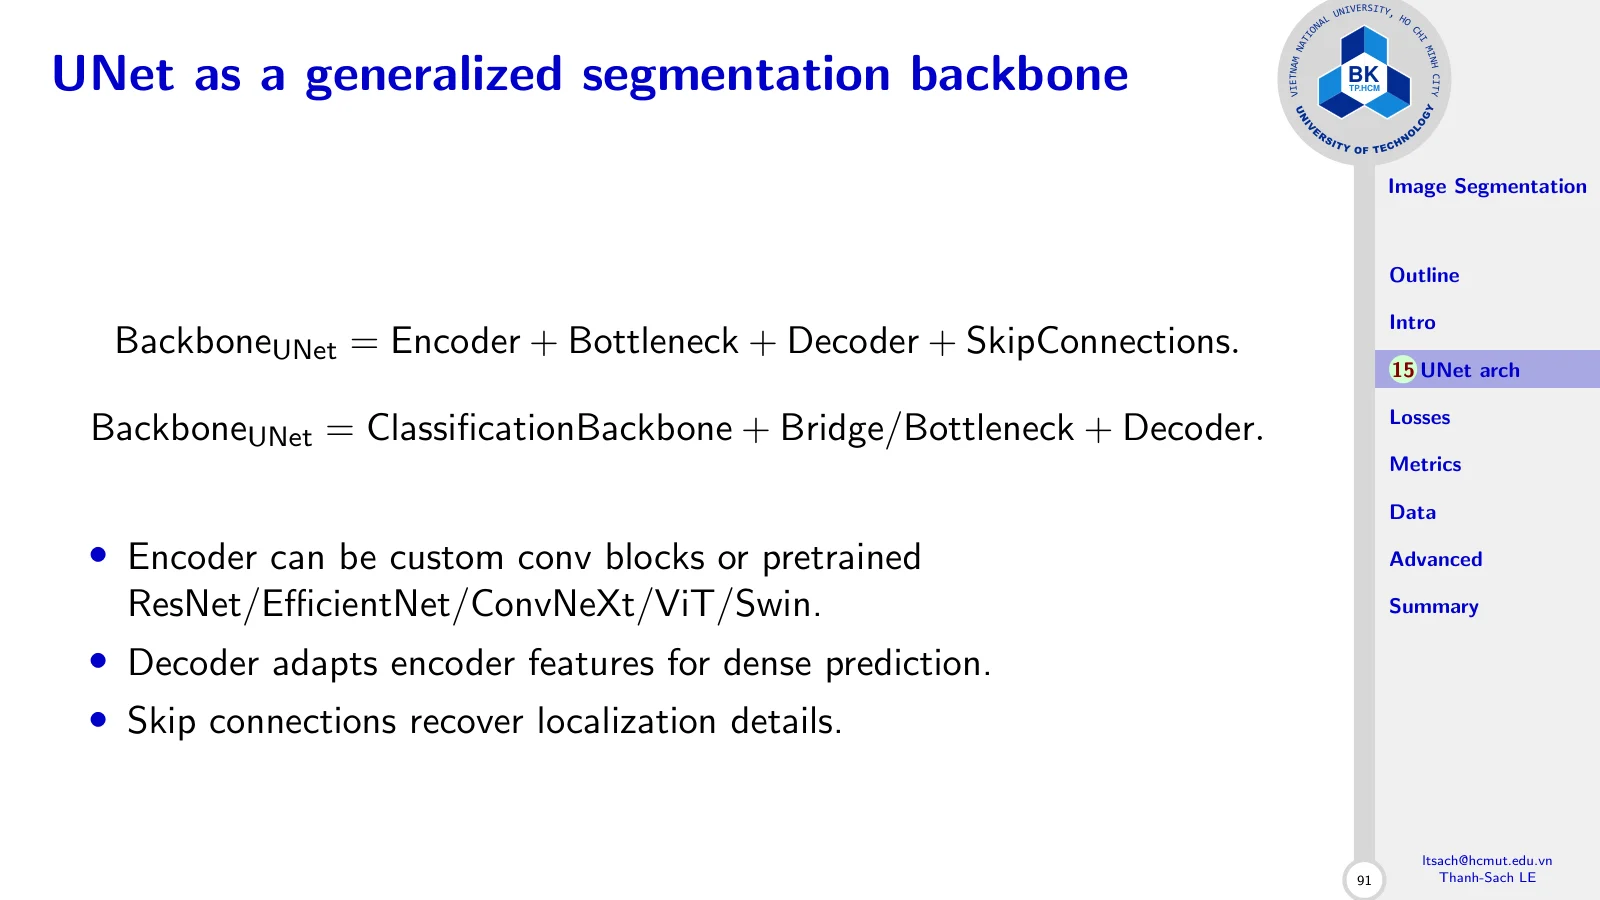 UNet as a generalized segmentation backbone
Backbone_UNet = Encoder + Bottleneck + Decoder + SkipConnections.
Backbone_UNet = ClassificationBackbone + Bridge/Bottleneck + Decoder.
• Encoder can be custom conv blocks or pretrained
ResNet/EfficientNet/ConvNeXt/ViT/Swin.
• Decoder adapts encoder features for dense prediction.
• Skip connections recover localization details.
VIETNAM NATIONAL UNIVERSITY, HO CHI MINH CITY
BK
TP.HCM
UNIVERSITY OF TECHNOLOGY
Image Segmentation
Outline
Intro
15 UNet arch
Losses
Metrics
Data
Advanced
Summary
ltsach@hcmut.edu.vn
Thanh-Sach LE
91